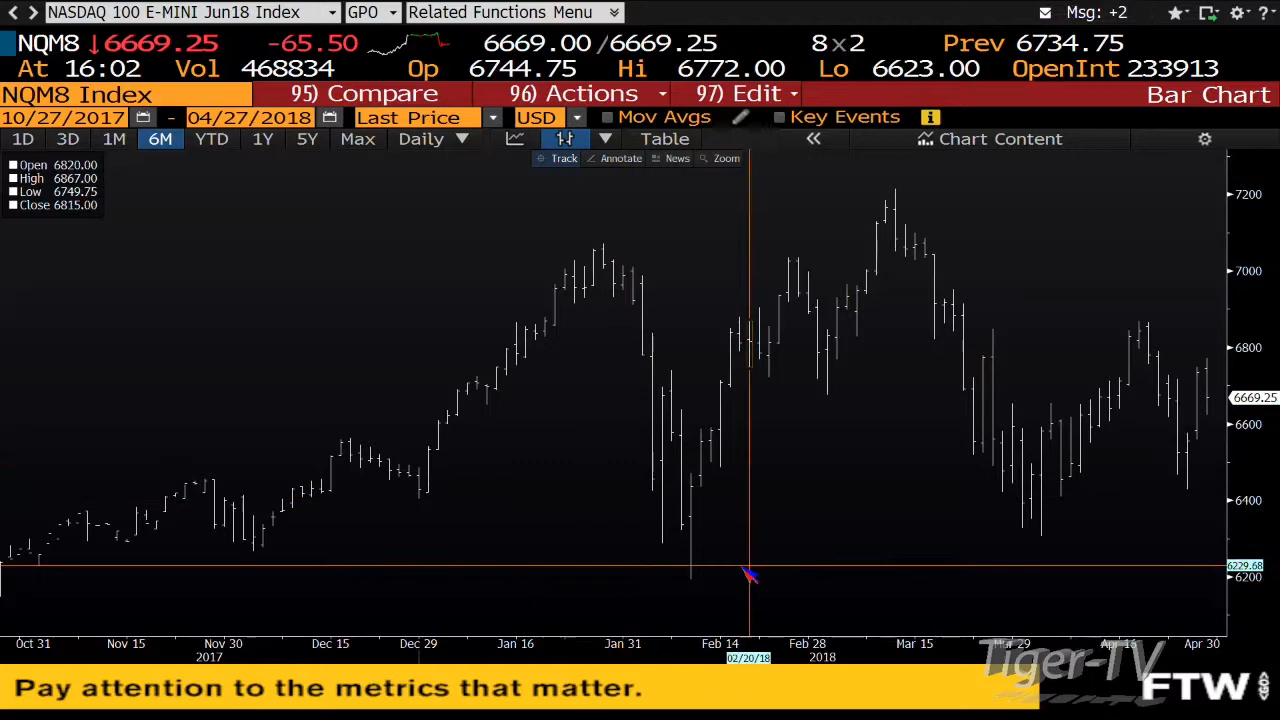 NASDAQ 100 E-MINI Jun18 Index GPO Related Functions Menu Msg: +2
NQM8 ↓6669.25 -65.50 6669.00/6669.25 8x2 Prev 6734.75
At 16:02 Vol 468834 Op 6744.75 Hi 6772.00 Lo 6623.00 OpenInt 233913
NQM8 Index 95) Compare 96) Actions 97) Edit Bar Chart
10/27/2017 - 04/27/2018 Last Price USD Mov Avgs Key Events i
1D 3D 1M 6M YTD 1Y 5Y Max Daily Table « Chart Content
Track Annotate News Zoom
Open 6820.00
High 6867.00
Low 6749.75
Close 6815.00
7200
7000
6800
6669.25
6600
6400
6229.68
6200
Oct 31 Nov 15 Nov 30 Dec 15 Dec 29 Jan 16 Jan 31 Feb 14 Feb 28 Mar 15 Mar 29 Apr 16 Apr 30
2017 02/20/18 2018
Tiger-TV
Pay attention to the metrics that matter. FTW <GO>